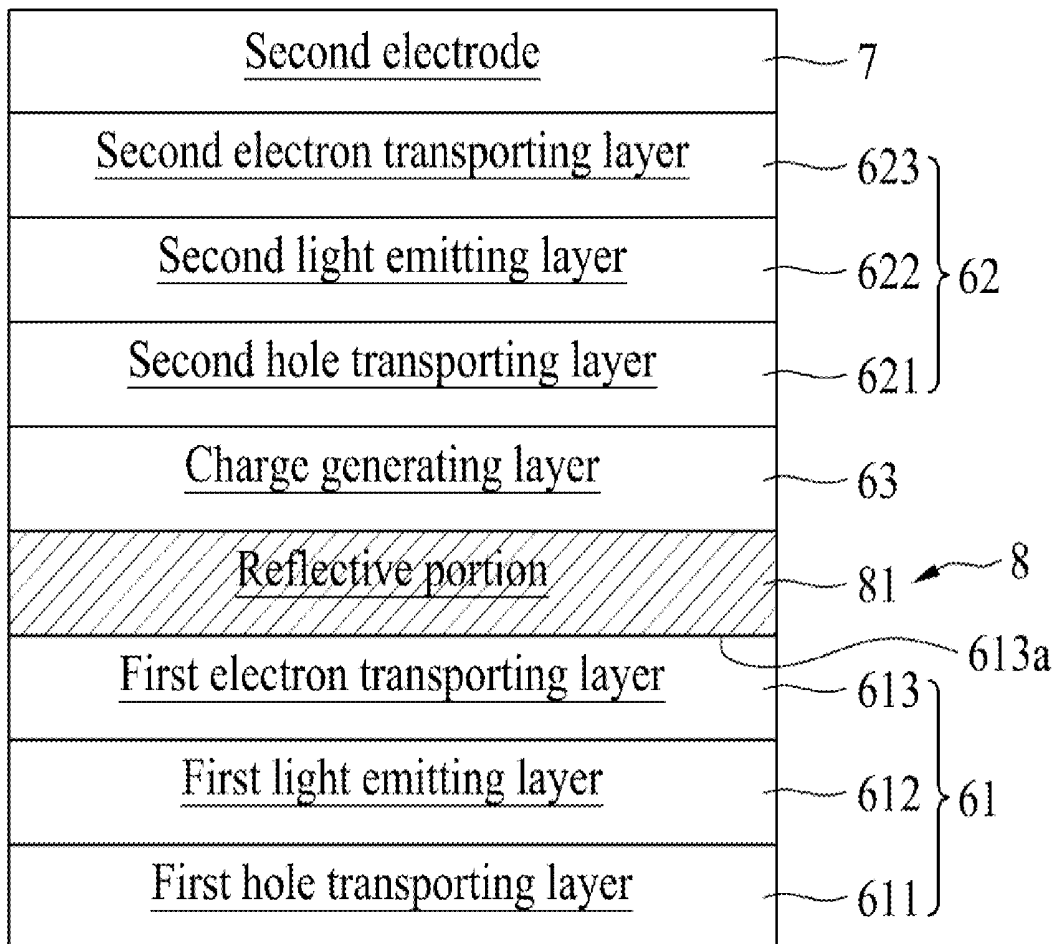 Second electrode 7
Second electron transporting layer 623
Second light emitting layer 622 62
Second hole transporting layer 621
Charge generating layer 63
Reflective portion 81 8
613a
First electron transporting layer 613
First light emitting layer 612 61
First hole transporting layer 611